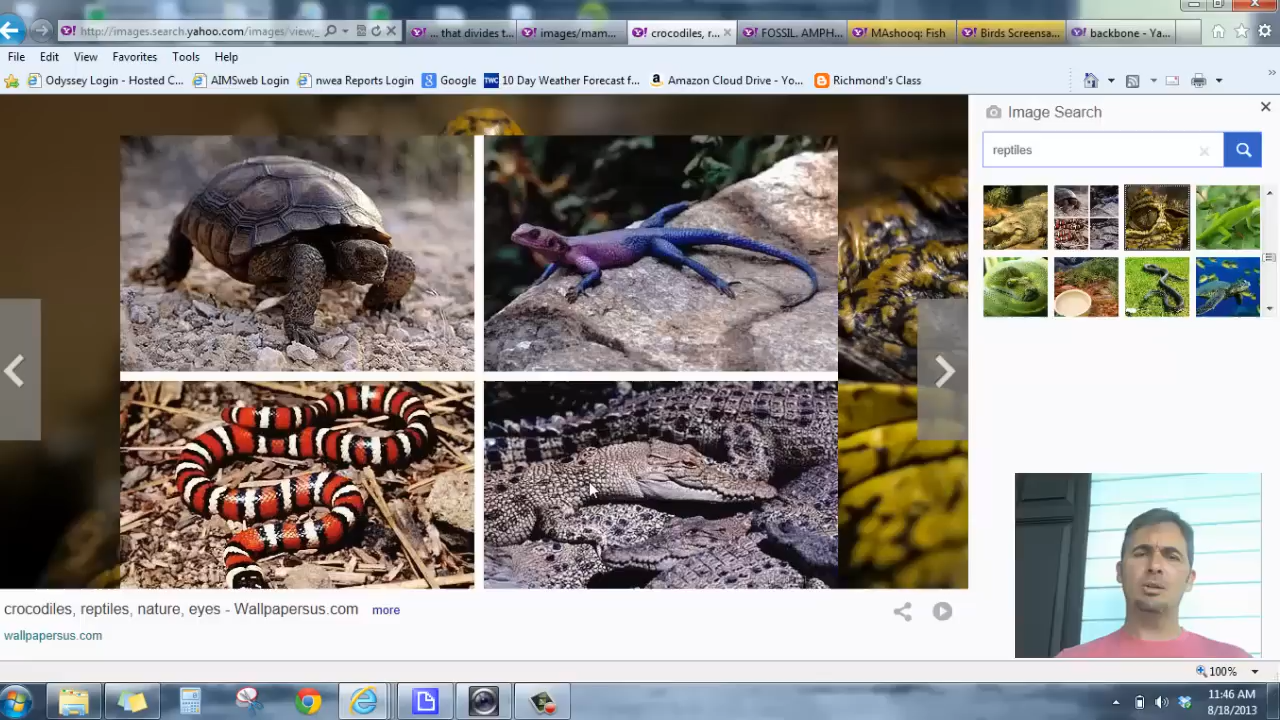 http://images.search.yahoo.com/images/view;_
... that divides t...
images/mam...
crocodiles, r...
FOSSIL. AMPH...
MAshooq: Fish
Birds Screensa...
backbone - Ya...
File Edit View Favorites Tools Help
Odyssey Login - Hosted C...
AIMSweb Login
nwea Reports Login
Google
10 Day Weather Forecast f...
Amazon Cloud Drive - Yo...
Richmond's Class
Image Search
reptiles
crocodiles, reptiles, nature, eyes - Wallpapersus.com more
wallpapersus.com
100%
11:46 AM
8/18/2013